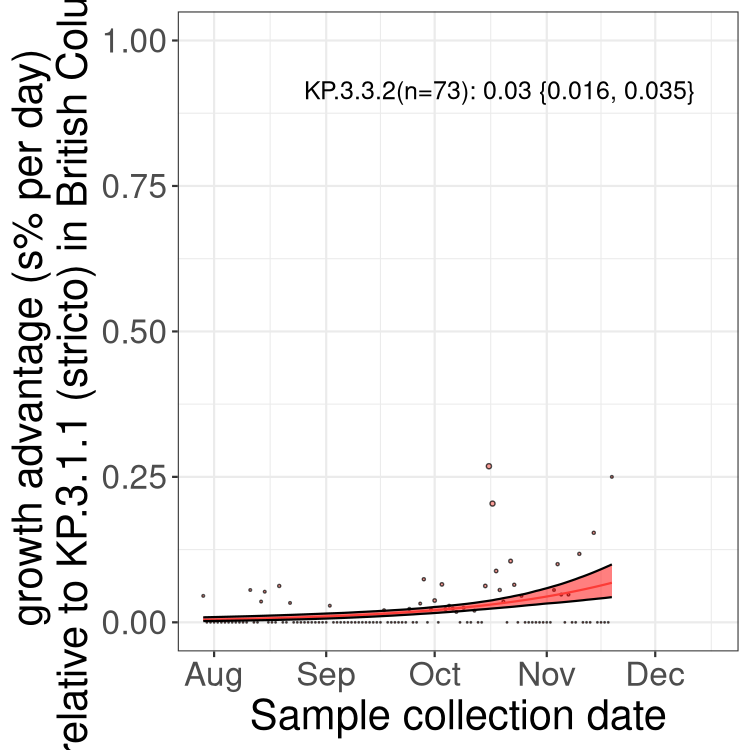 growth advantage (s% per day)
relative to KP.3.1.1 (stricto) in British Colu
1.00
0.75
0.50
0.25
0.00
KP.3.3.2(n=73): 0.03 {0.016, 0.035}
Aug Sep Oct Nov Dec
Sample collection date